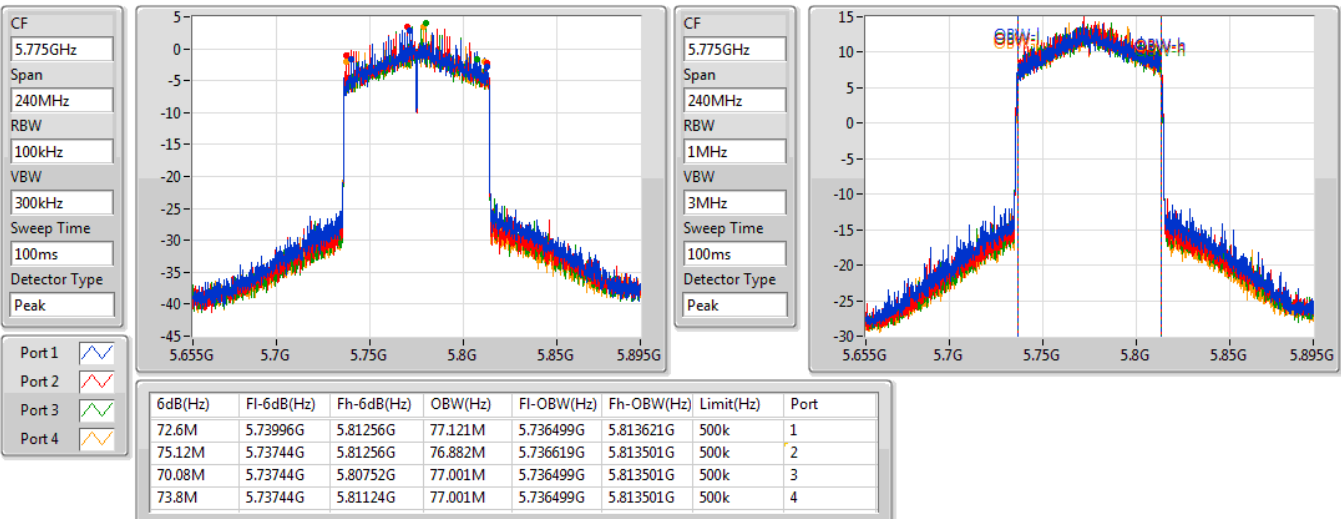 CF
5.775GHz
Span
240MHz
RBW
100kHz
VBW
300kHz
Sweep Time
100ms
Detector Type
Peak
5
0
-5
-10
-15
-20
-25
-30
-35
-40
-45
5.655G 5.7G 5.75G 5.8G 5.85G 5.895G
CF
5.775GHz
Span
240MHz
RBW
1MHz
VBW
3MHz
Sweep Time
100ms
Detector Type
Peak
15
10
5
0
-5
-10
-15
-20
-25
-30
OBW-l
OBW-h
5.655G 5.7G 5.75G 5.8G 5.85G 5.895G
Port 1
Port 2
Port 3
Port 4
6dB(Hz) Fl-6dB(Hz) Fh-6dB(Hz) OBW(Hz) Fl-OBW(Hz) Fh-OBW(Hz) Limit(Hz) Port
72.6M 5.73996G 5.81256G 77.121M 5.736499G 5.813621G 500k 1
75.12M 5.73744G 5.81256G 76.882M 5.736619G 5.813501G 500k 2
70.08M 5.73744G 5.80752G 77.001M 5.736499G 5.813501G 500k 3
73.8M 5.73744G 5.81124G 77.001M 5.736499G 5.813501G 500k 4